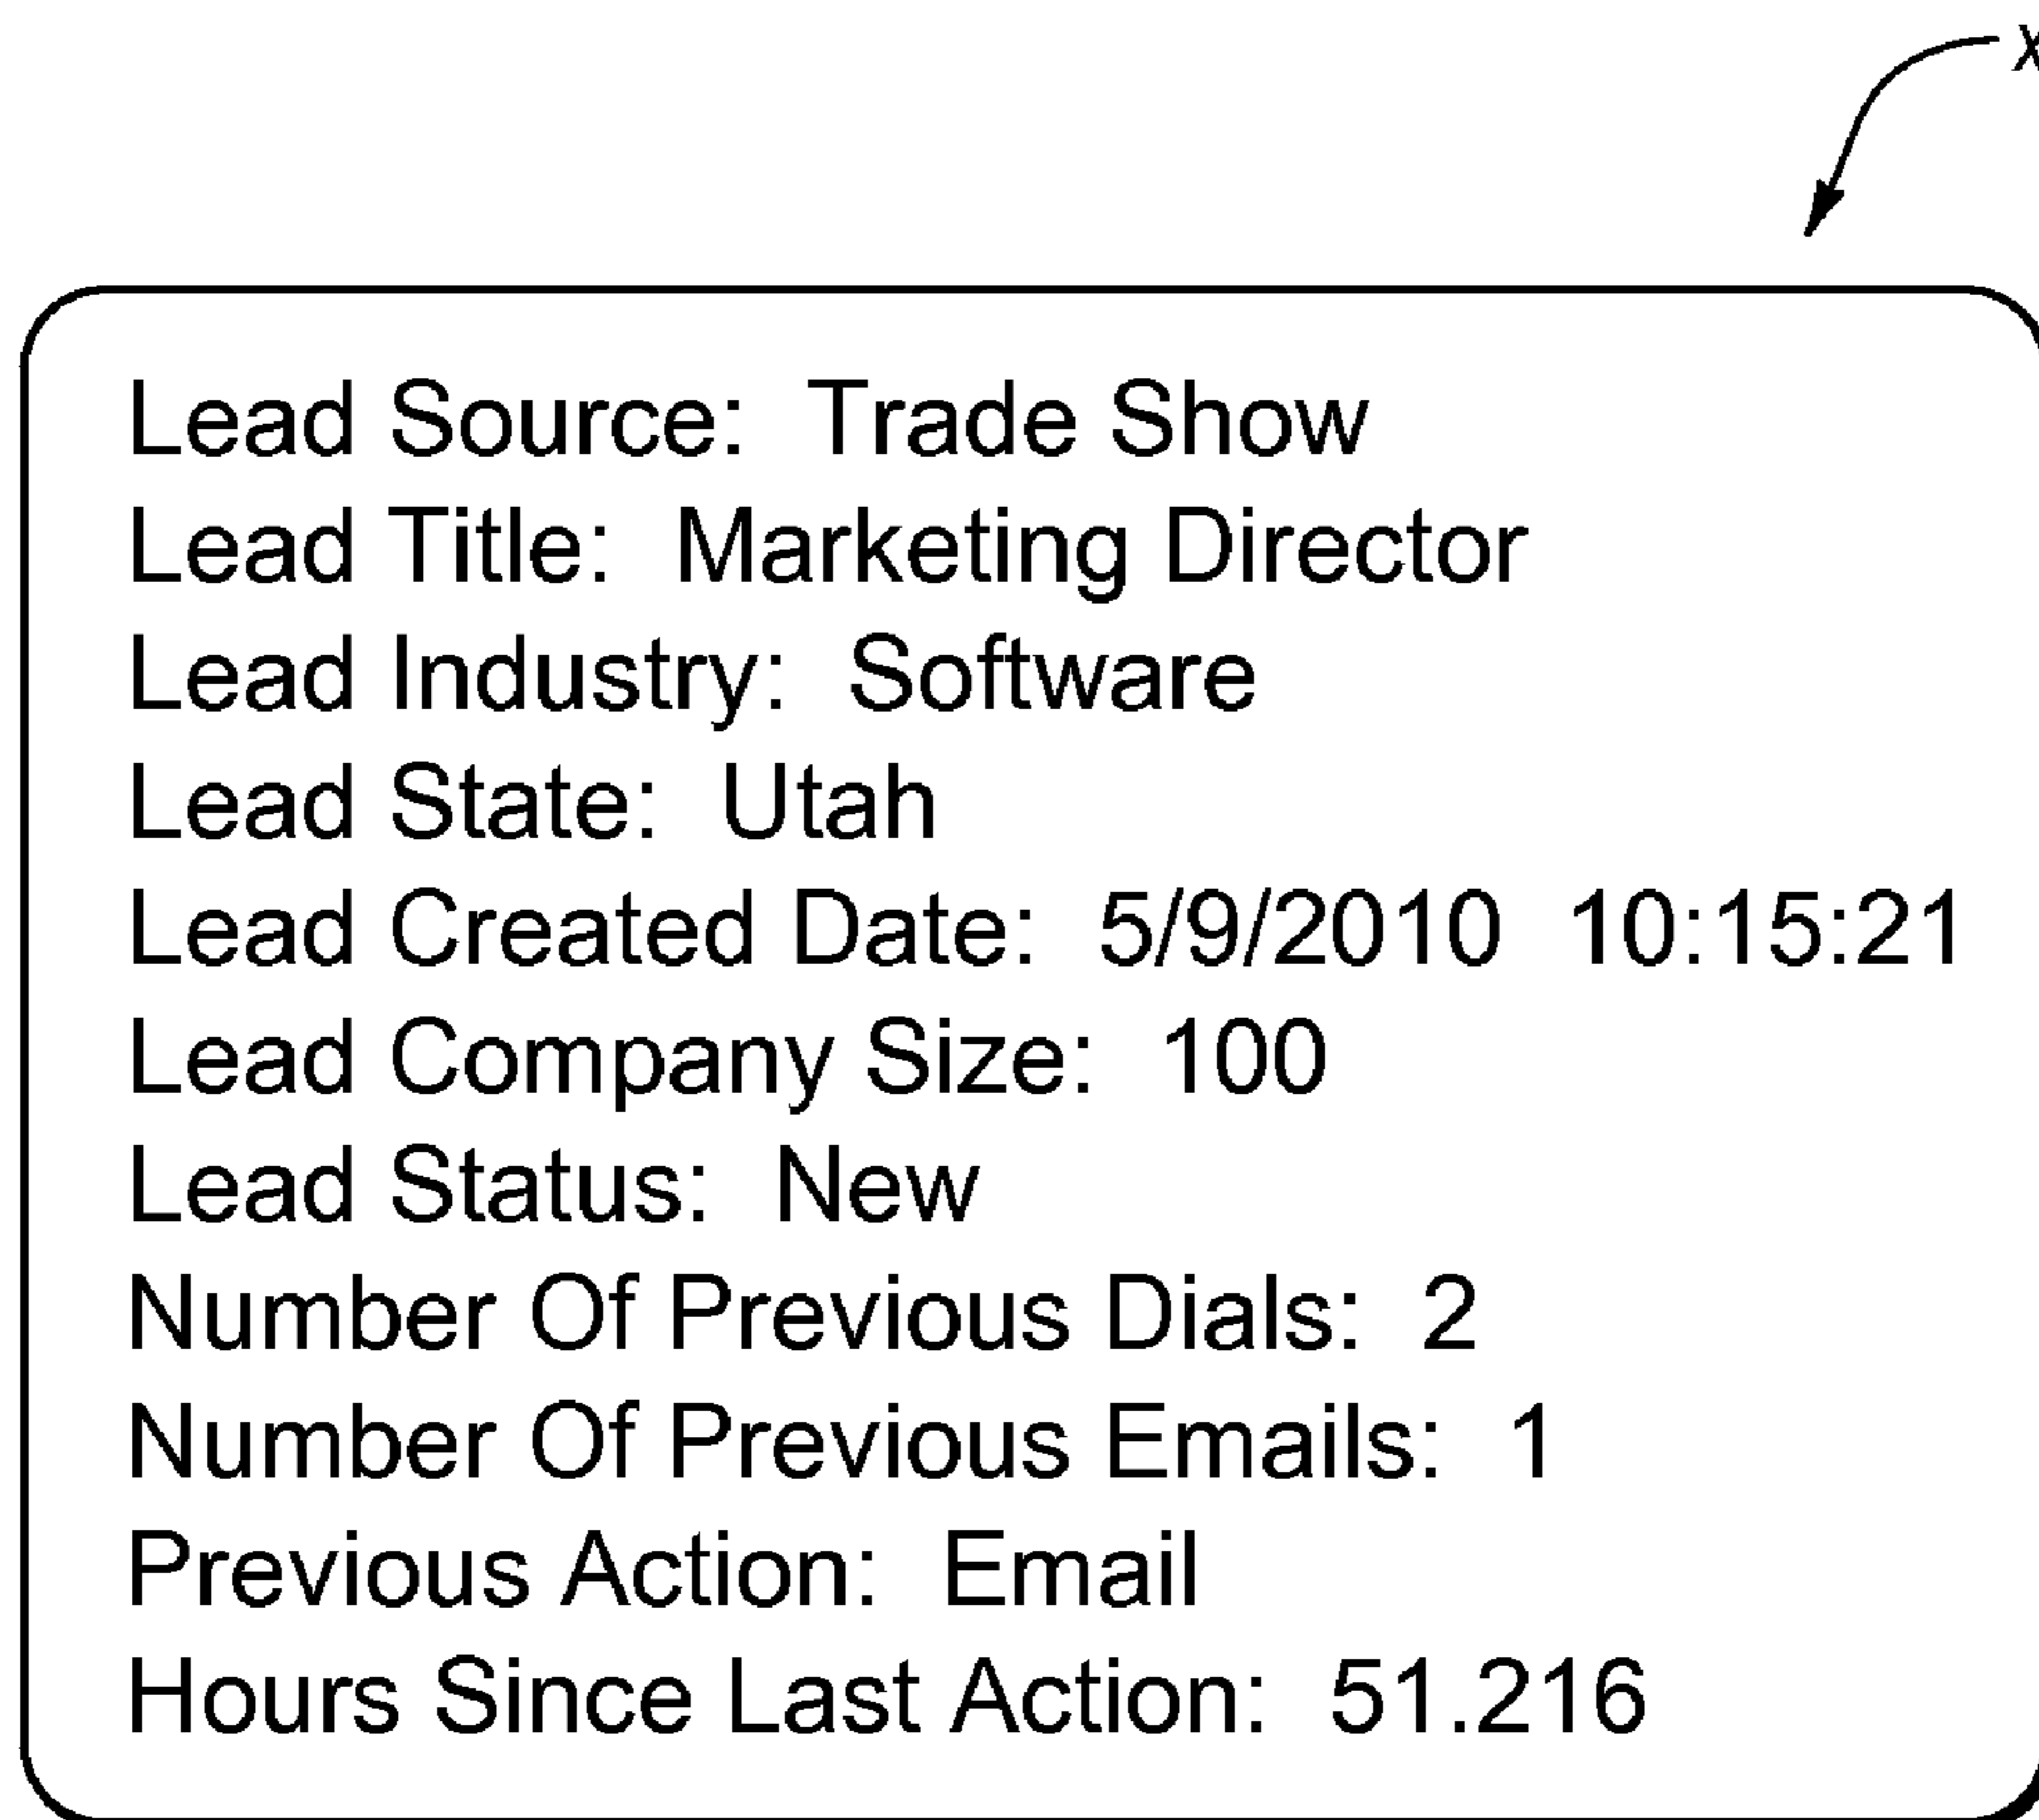 x
Lead Source: Trade Show
Lead Title: Marketing Director
Lead Industry: Software
Lead State: Utah
Lead Created Date: 5/9/2010 10:15:21
Lead Company Size: 100
Lead Status: New
Number Of Previous Dials: 2
Number Of Previous Emails: 1
Previous Action: Email
Hours Since Last Action: 51.216